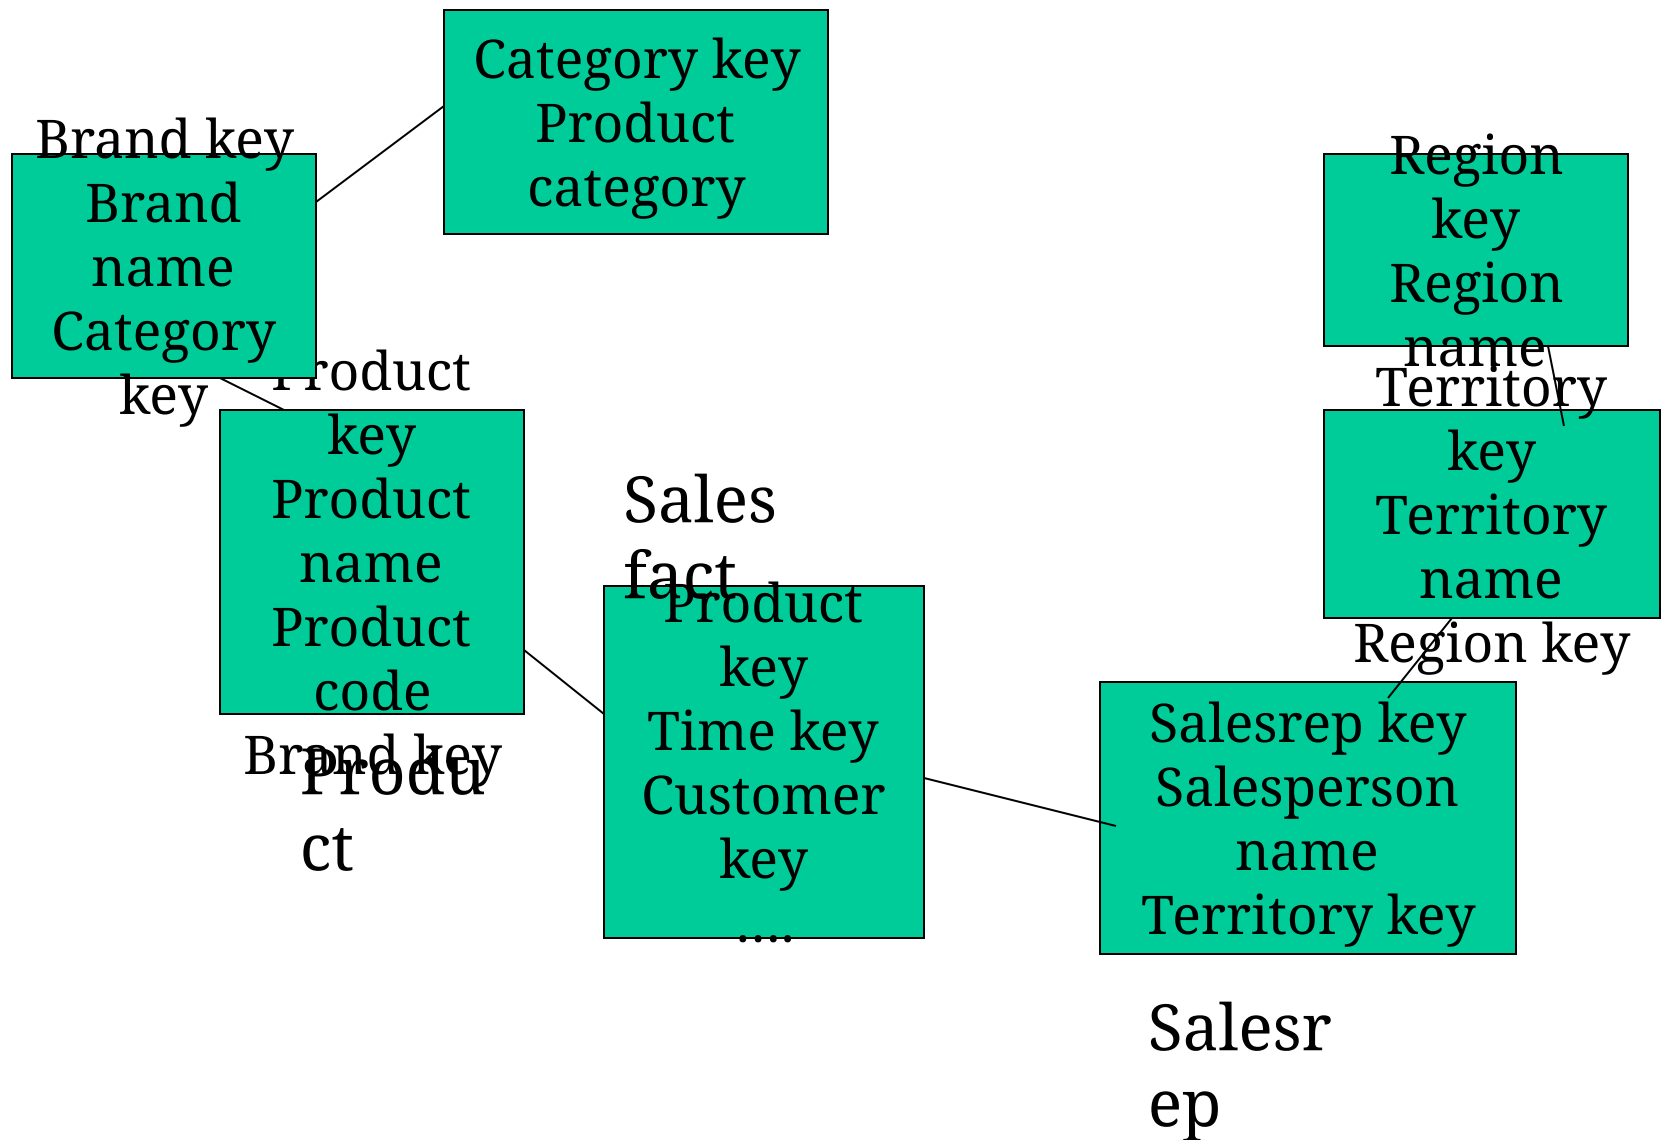 Category key
Product
category
Brand key
Brand
name
Category
key
Region
key
Region
name
Product
key
Product
name
Product
code
Brand key
Product
Territory
key
Territory
name
Region key
Sales
fact
Product
key
Time key
Customer
key
....
Salesrep key
Salesperson
name
Territory key
Salesr
ep